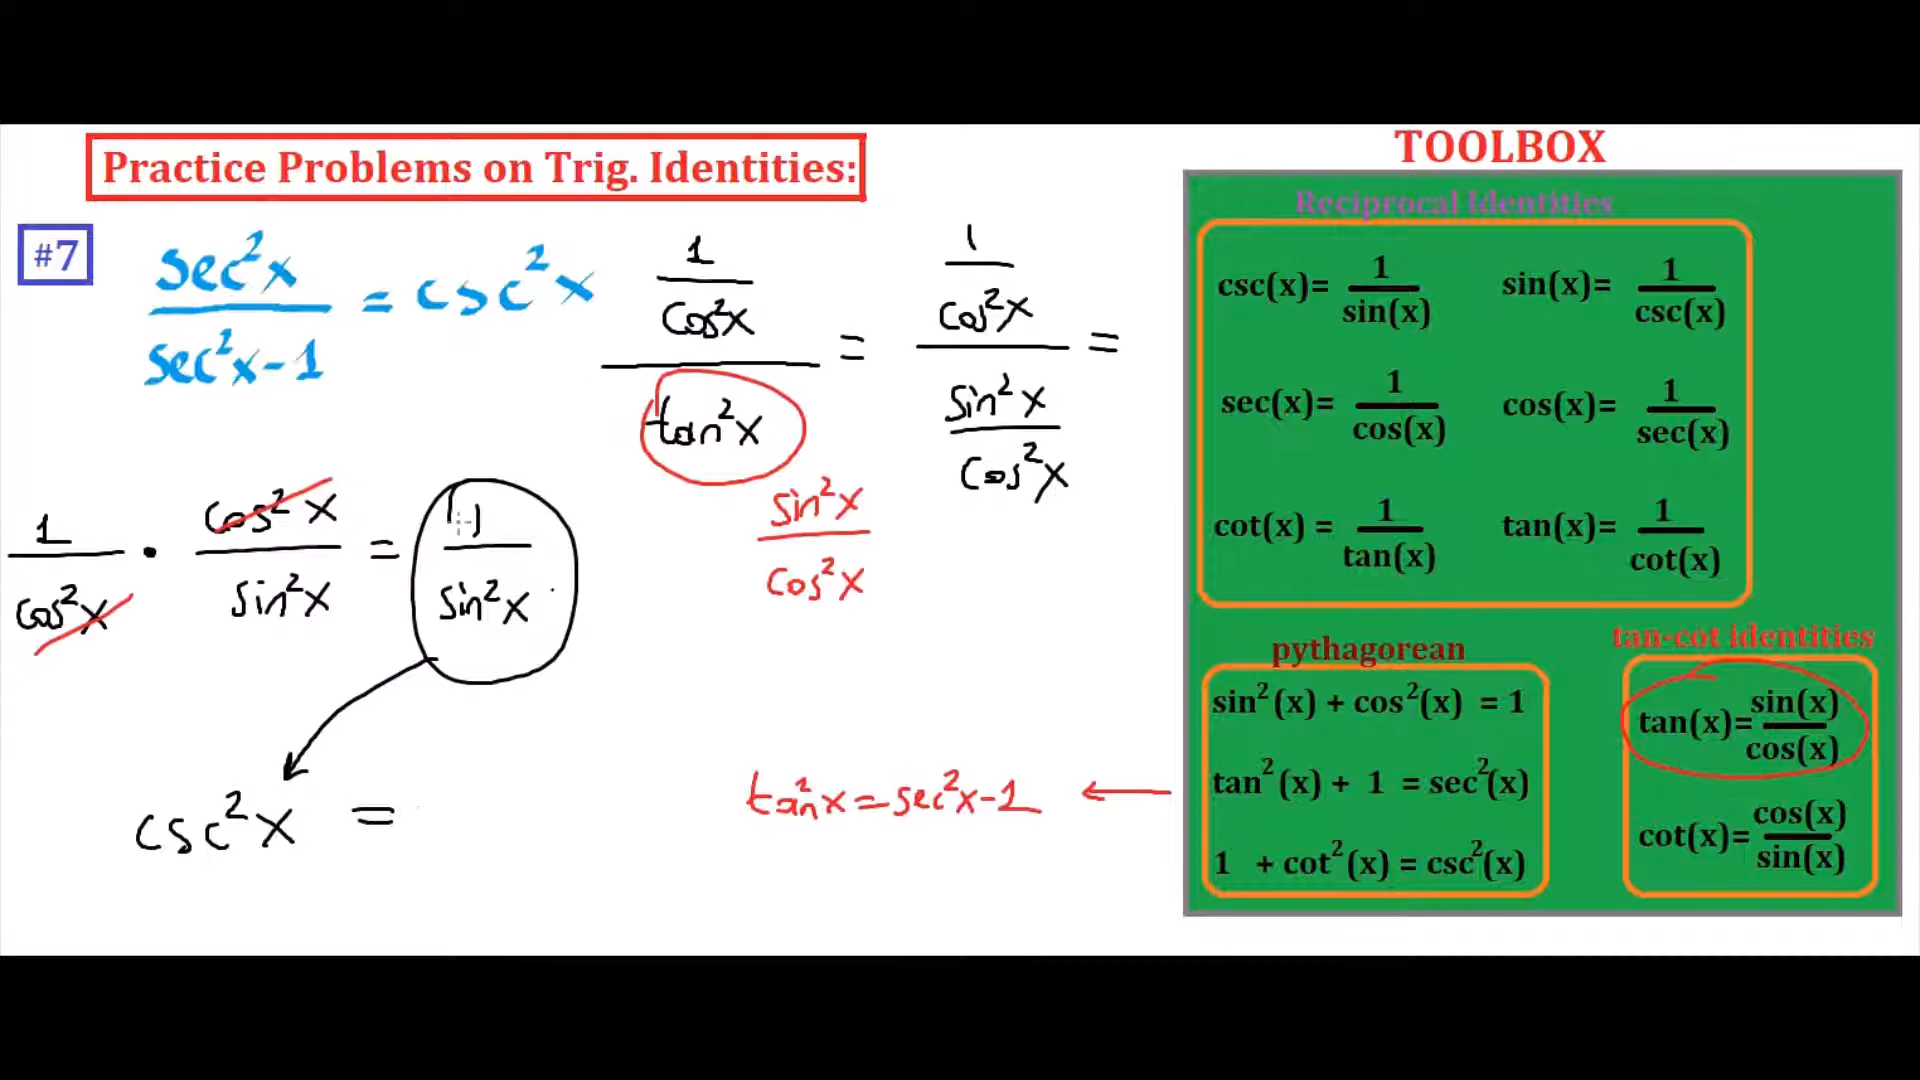 Practice Problems on Trig. Identities:
#7
sec²x / sec²x-1 = csc²x
1/cos²x / tan²x = 1/cos²x / sin²x/cos²x =
sin²x/cos²x
1/cos²x · cos²x/sin²x = 1/sin²x
csc²x =
tan²x=sec²x-1
TOOLBOX
Reciprocal Identities
csc(x)= 1/sin(x) sin(x)= 1/csc(x)
sec(x)= 1/cos(x) cos(x)= 1/sec(x)
cot(x) = 1/tan(x) tan(x)= 1/cot(x)
pythagorean
sin²(x) + cos²(x) = 1
tan²(x) + 1 = sec²(x)
1 + cot²(x) = csc²(x)
tan-cot identities
tan(x)= sin(x)/cos(x)
cot(x)= cos(x)/sin(x)